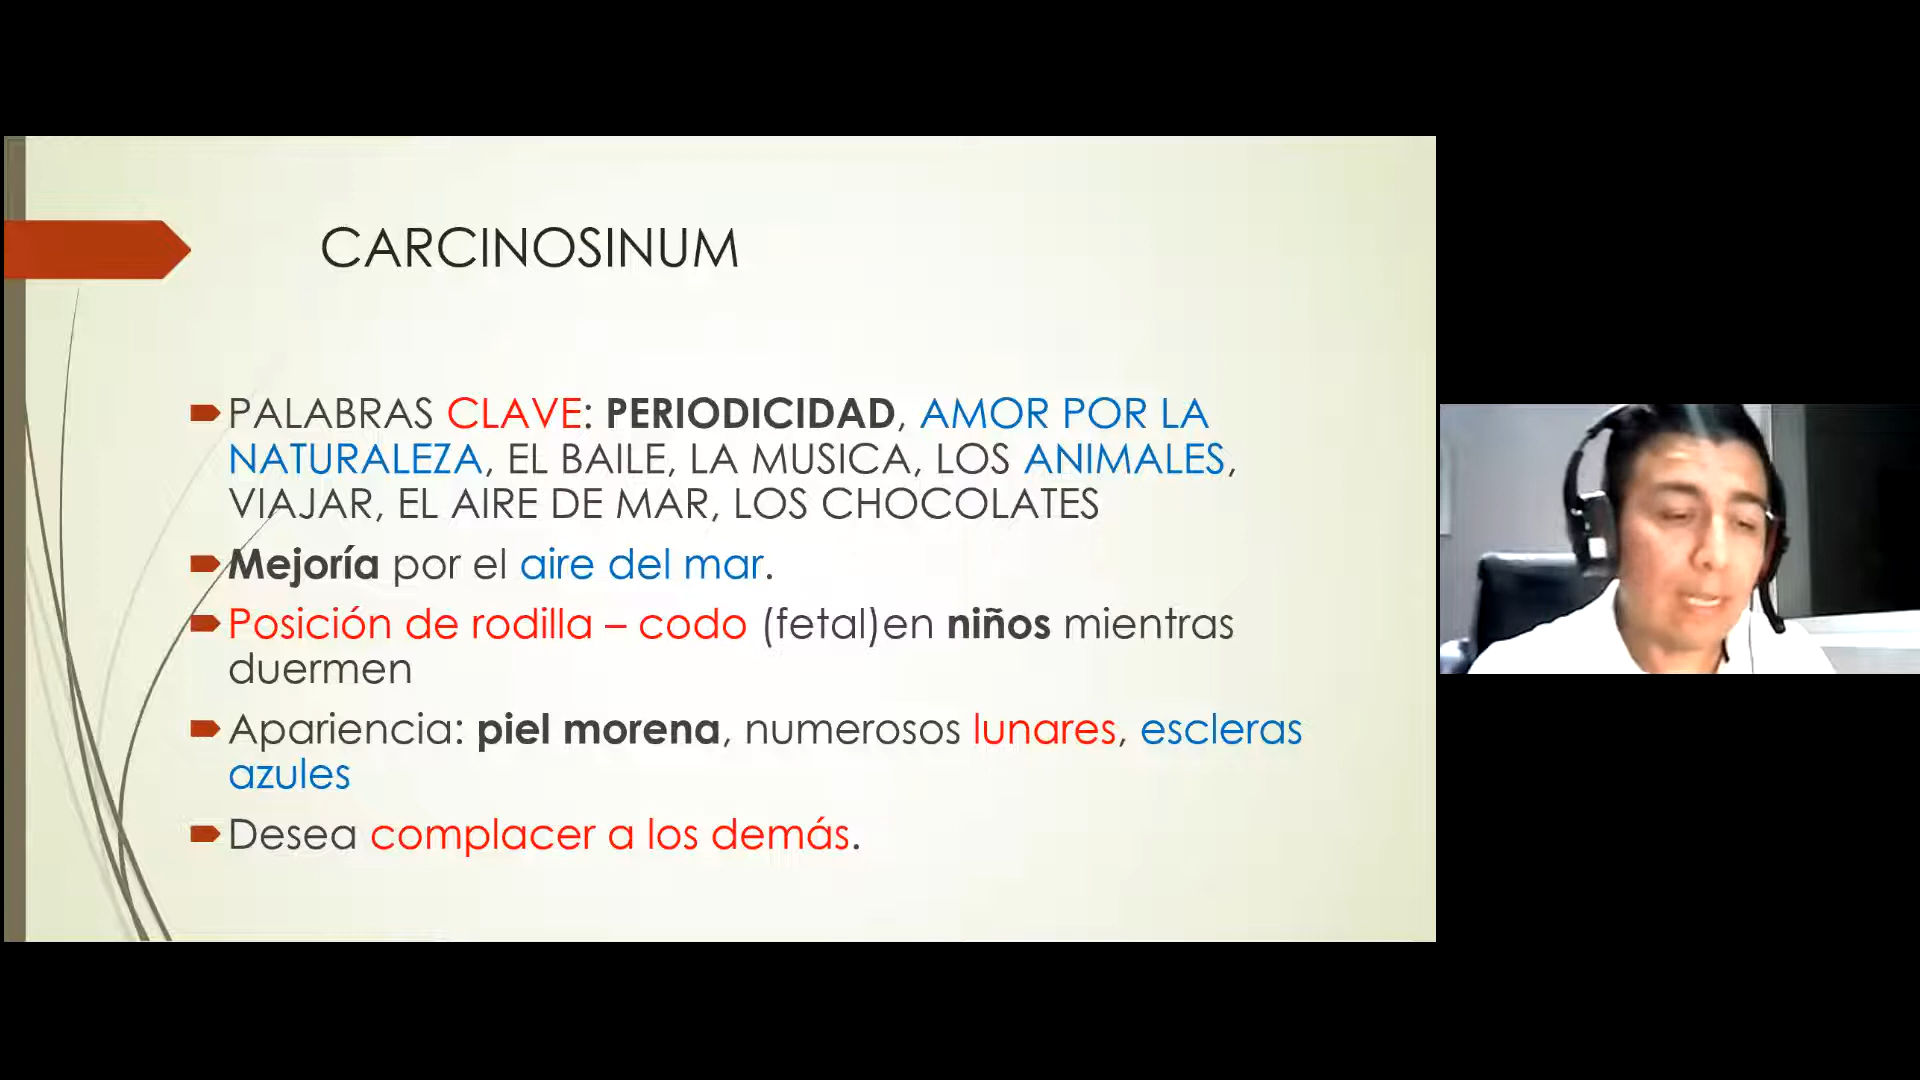 CARCINOSINUM
PALABRAS CLAVE: PERIODICIDAD, AMOR POR LA
NATURALEZA, EL BAILE, LA MUSICA, LOS ANIMALES,
VIAJAR, EL AIRE DE MAR, LOS CHOCOLATES
Mejoría por el aire del mar.
Posición de rodilla – codo (fetal)en niños mientras
duermen
Apariencia: piel morena, numerosos lunares, escleras
azules
Desea complacer a los demás.